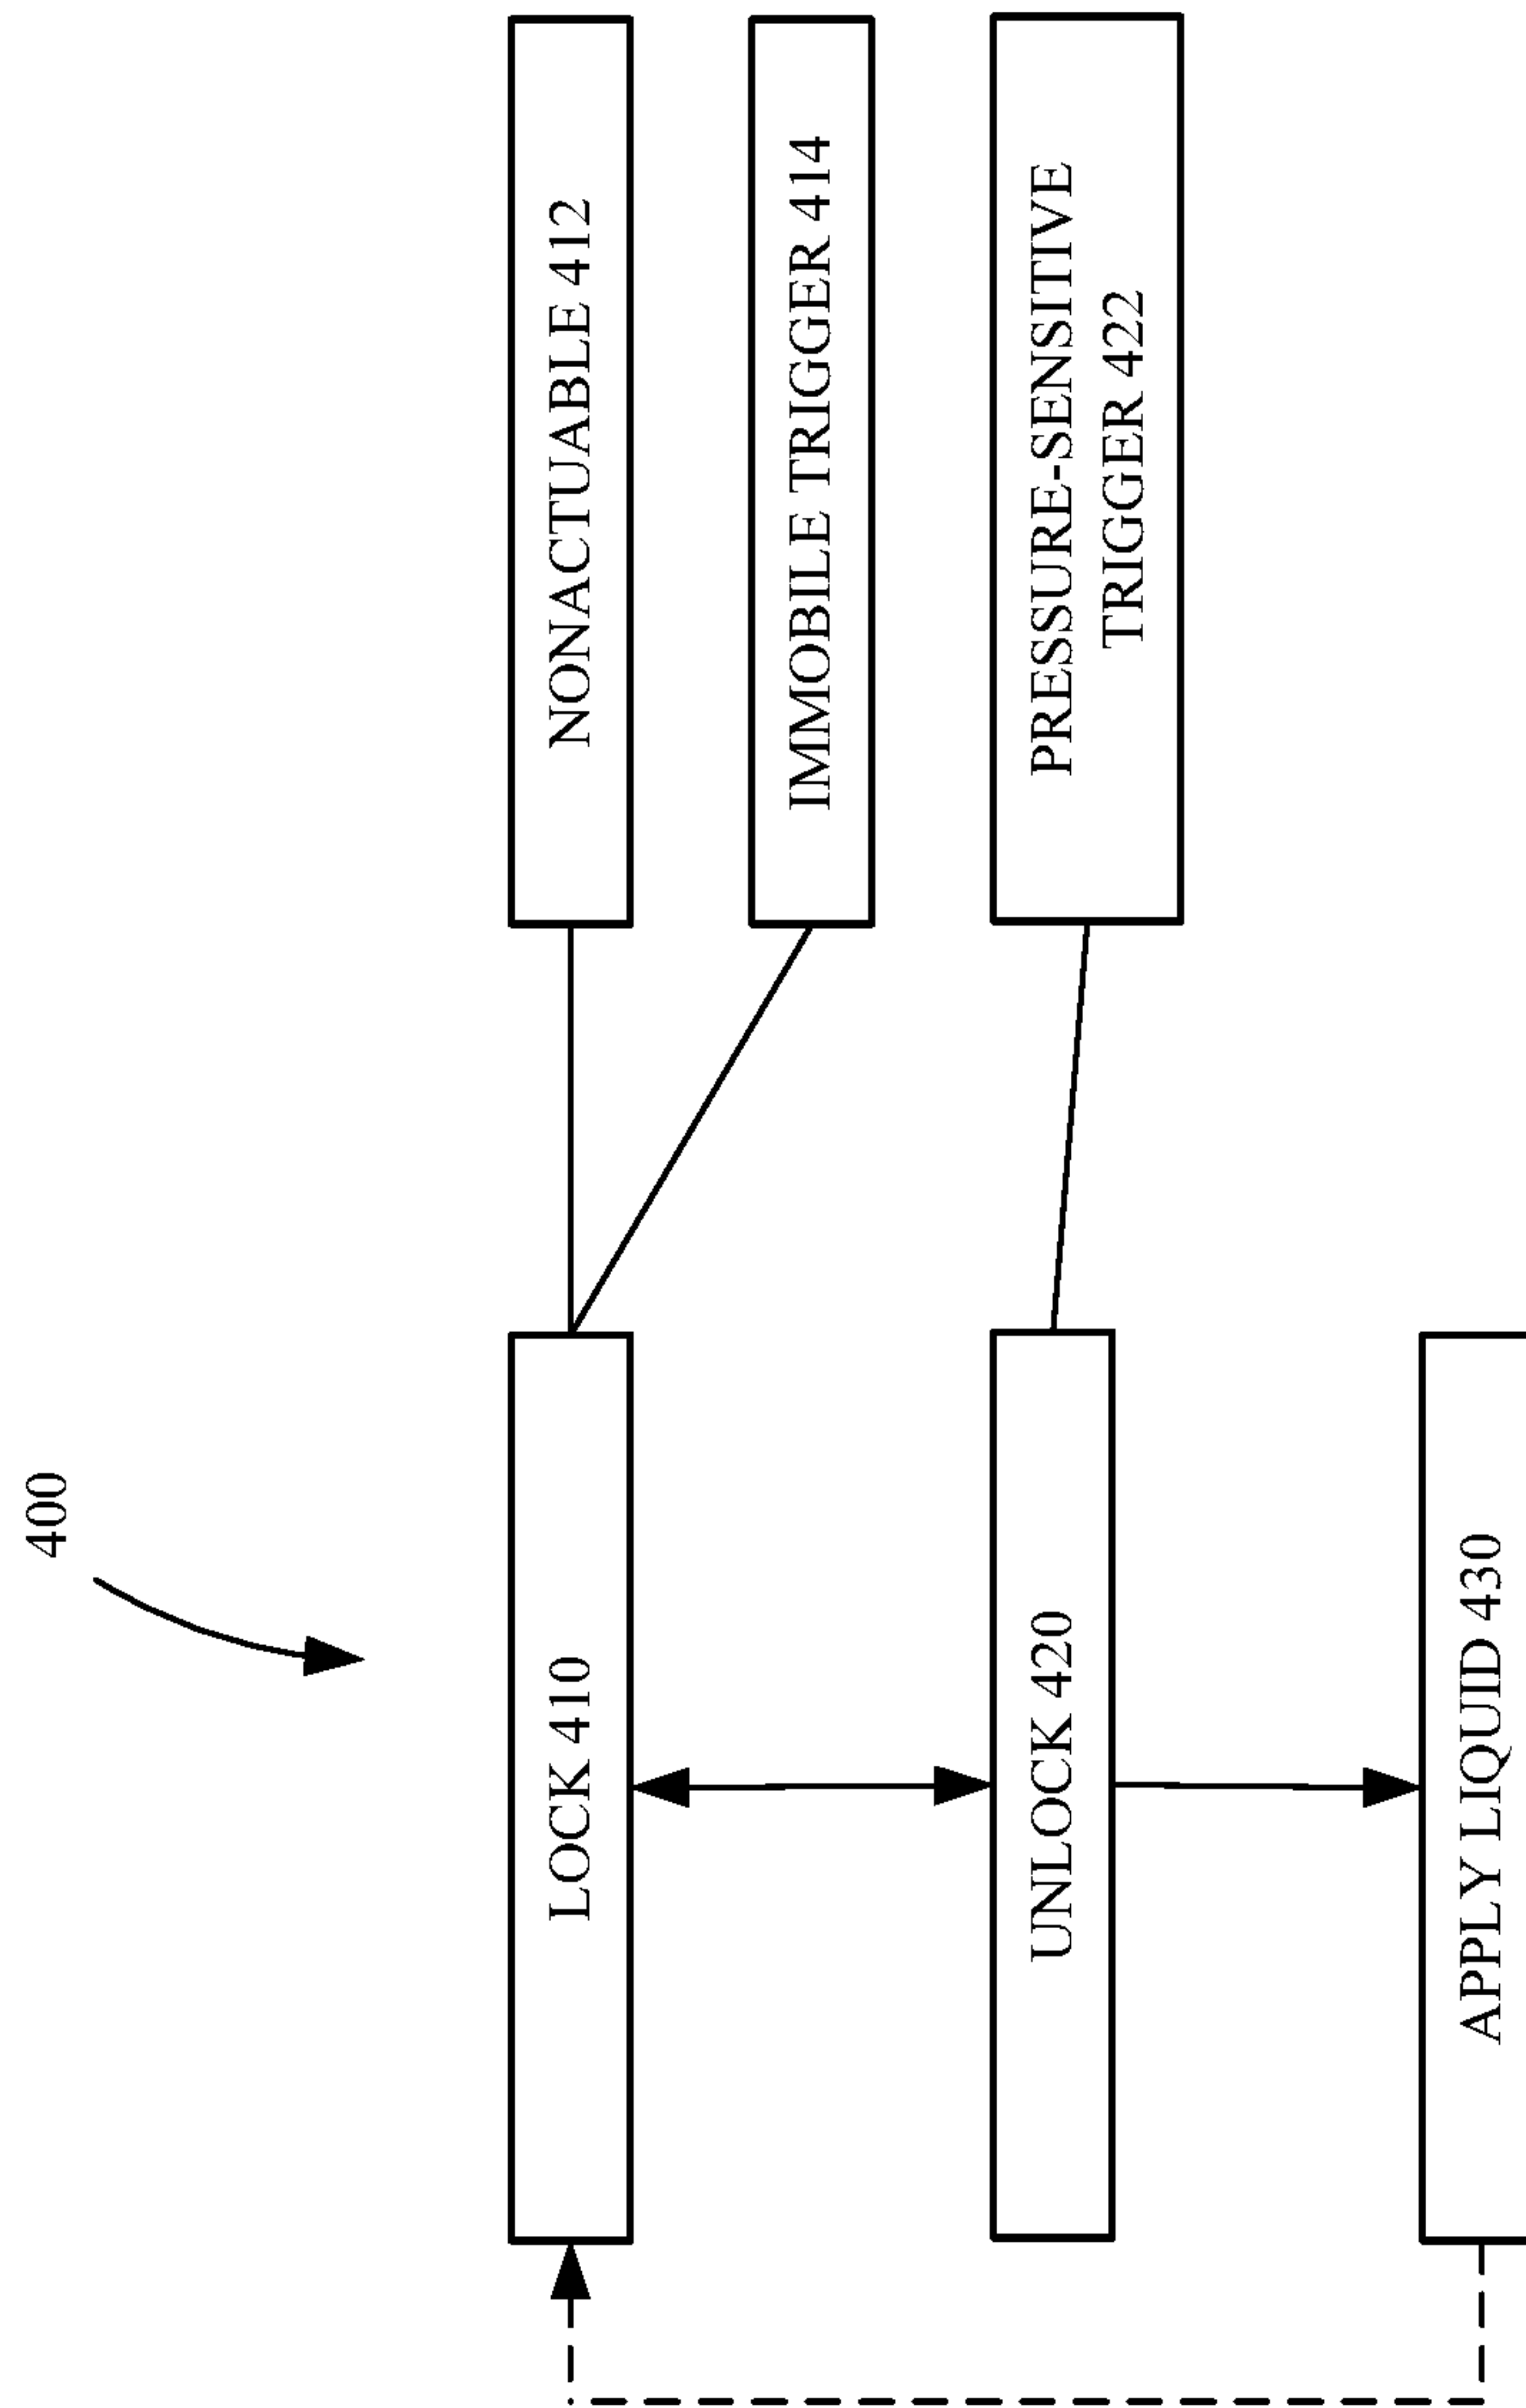 400
LOCK 410
NONACTUABLE 412
IMMOBILE TRIGGER 414
UNLOCK 420
PRESSURE-SENSITIVE
TRIGGER 422
APPLY LIQUID 430